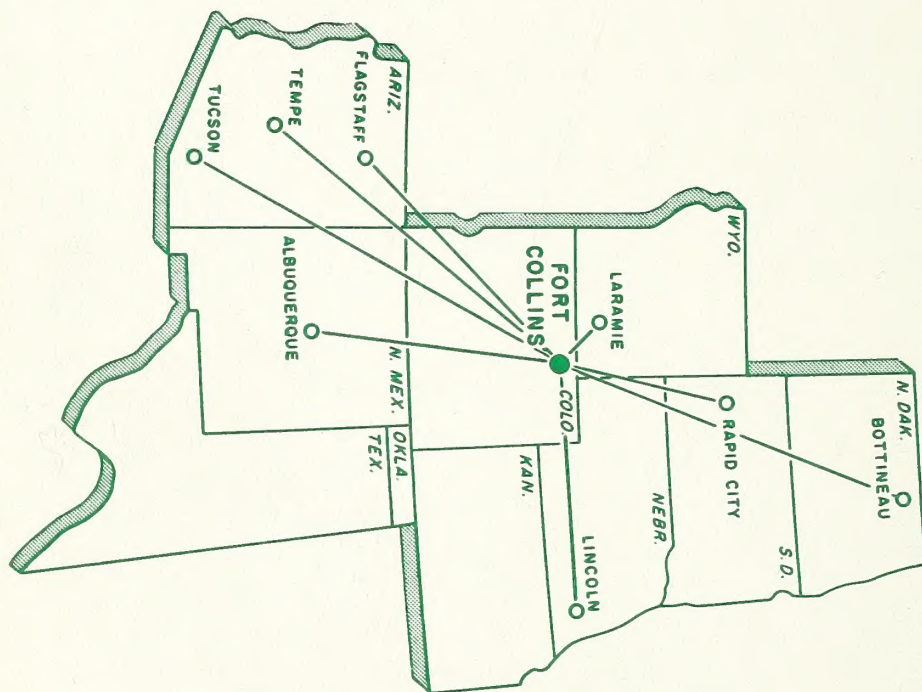 N. DAK.
BOTTINEAU
S.D.
RAPID CITY
WYO.
NEBR.
LARAMIE
LINCOLN
FORT
COLLINS
COLO.
KAN.
ARIZ.
N. MEX.
OKLA.
TEX.
FLAGSTAFF
TEMPE
TUCSON
ALBUQUERQUE